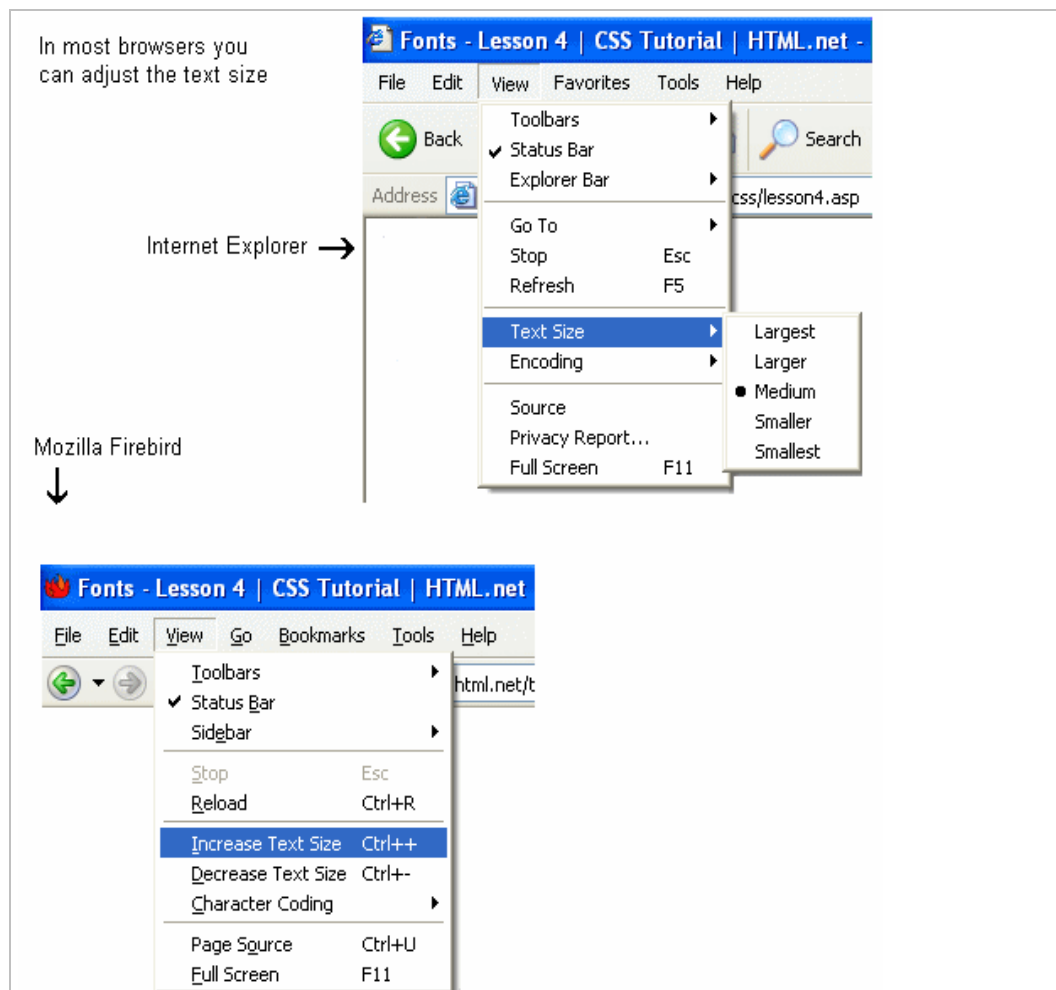 In most browsers you
can adjust the text size
Fonts - Lesson 4 | CSS Tutorial | HTML.net -
File Edit View Favorites Tools Help
Back
Search
Address
css/lesson4.asp
Toolbars
Status Bar
Explorer Bar
Go To
Stop Esc
Refresh F5
Text Size
Encoding
Source
Privacy Report...
Full Screen F11
Largest
Larger
Medium
Smaller
Smallest
Internet Explorer
Mozilla Firebird
Fonts - Lesson 4 | CSS Tutorial | HTML.net
File Edit View Go Bookmarks Tools Help
html.net/t
Toolbars
Status Bar
Sidebar
Stop Esc
Reload Ctrl+R
Increase Text Size Ctrl++
Decrease Text Size Ctrl+-
Character Coding
Page Source Ctrl+U
Full Screen F11